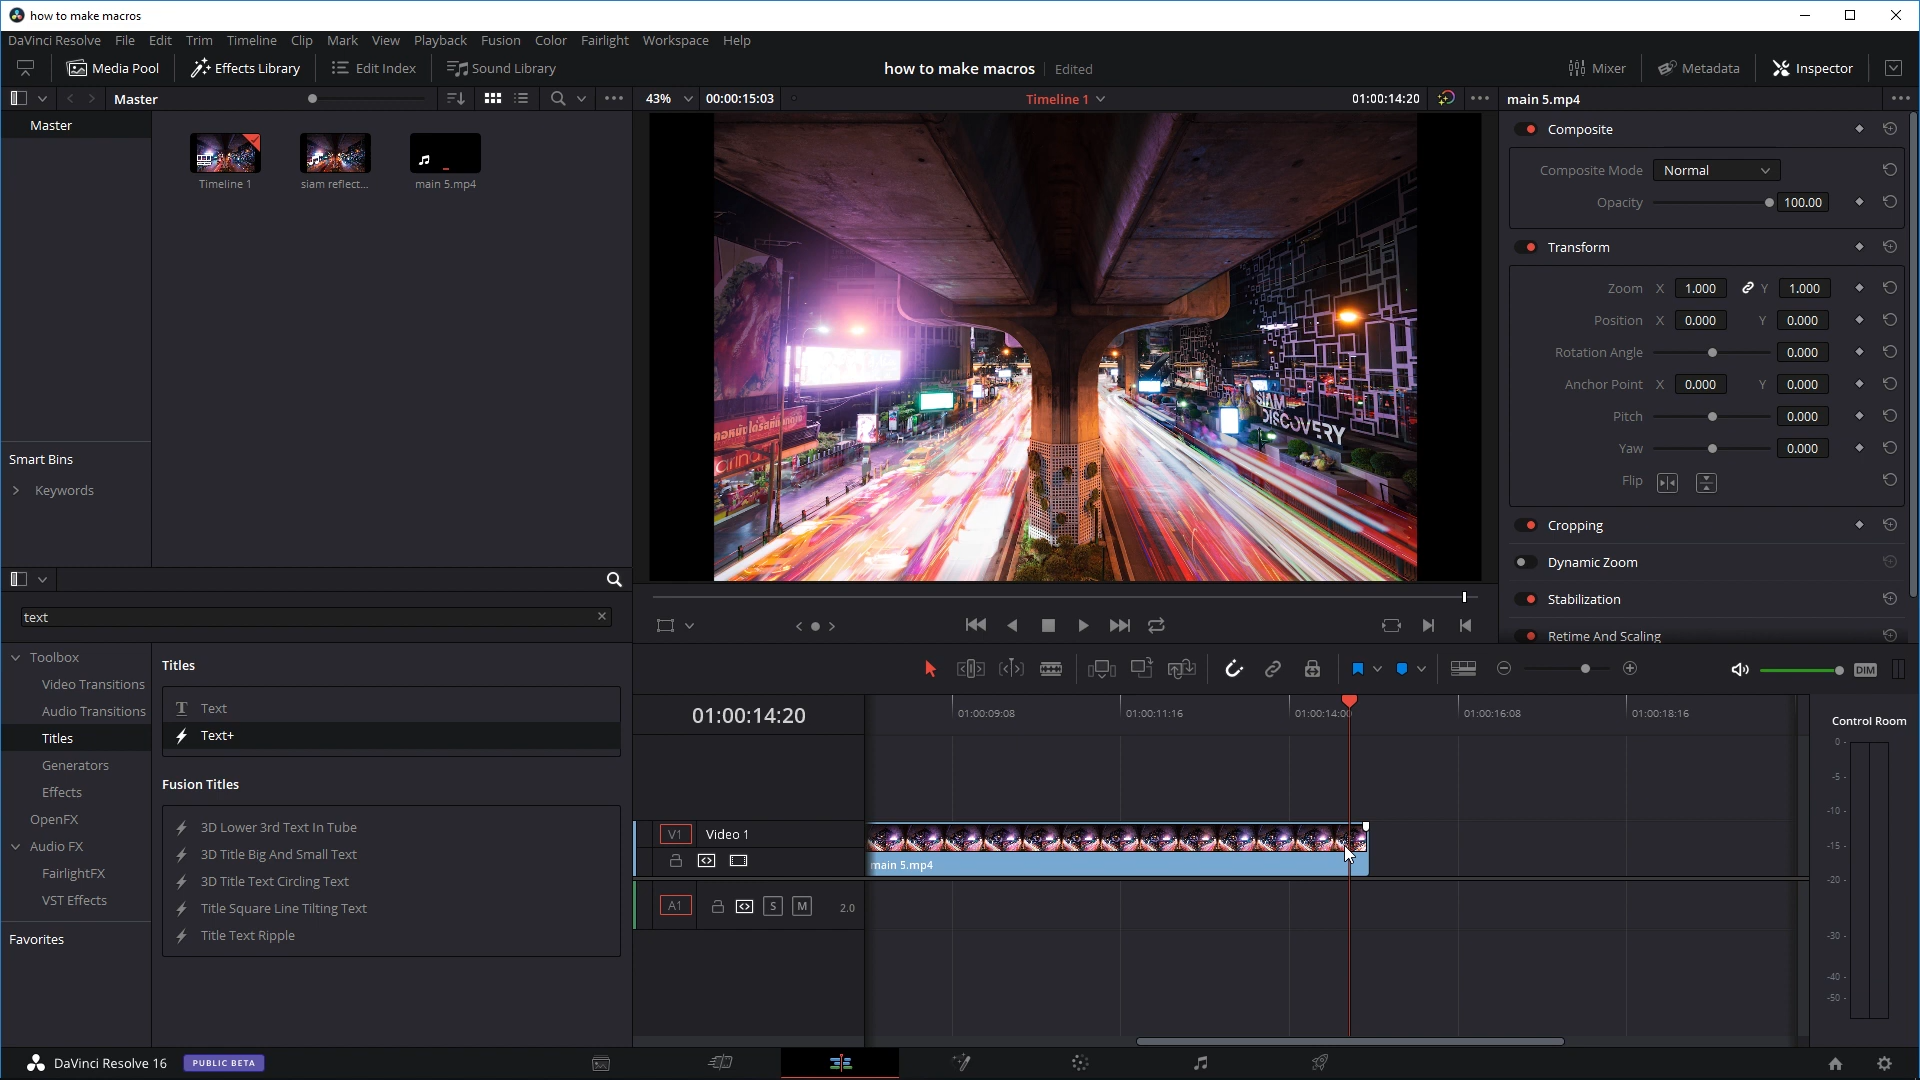 how to make macros
DaVinci Resolve File Edit Trim Timeline Clip Mark View Playback Fusion Color Fairlight Workspace Help
Media Pool Effects Library Edit Index Sound Library how to make macros Edited Mixer Metadata Inspector
Master 43% 00:00:15:03 Timeline 1 01:00:14:20 main 5.mp4
Master
Timeline 1 siam reflect... main 5.mp4
Smart Bins
Keywords
SIAM
DISCOVERY
Composite
Composite Mode Normal
Opacity 100.00
Transform
Zoom X 1.000 Y 1.000
Position X 0.000 Y 0.000
Rotation Angle 0.000
Anchor Point X 0.000 Y 0.000
Pitch 0.000
Yaw 0.000
Flip
Cropping
Dynamic Zoom
Stabilization
Retime And Scaling
text
Toolbox
Video Transitions
Audio Transitions
Titles
Generators
Effects
OpenFX
Audio FX
FairlightFX
VST Effects
Favorites
Titles
Text
Text+
Fusion Titles
3D Lower 3rd Text In Tube
3D Title Big And Small Text
3D Title Text Circling Text
Title Square Line Tilting Text
Title Text Ripple
DIM
01:00:14:20 01:00:09:08 01:00:11:16 01:00:14:00 01:00:16:08 01:00:18:16
V1 Video 1
main 5.mp4
A1 S M 2.0
Control Room
0
-5
-10
-15
-20
-30
-40
-50
DaVinci Resolve 16 PUBLIC BETA